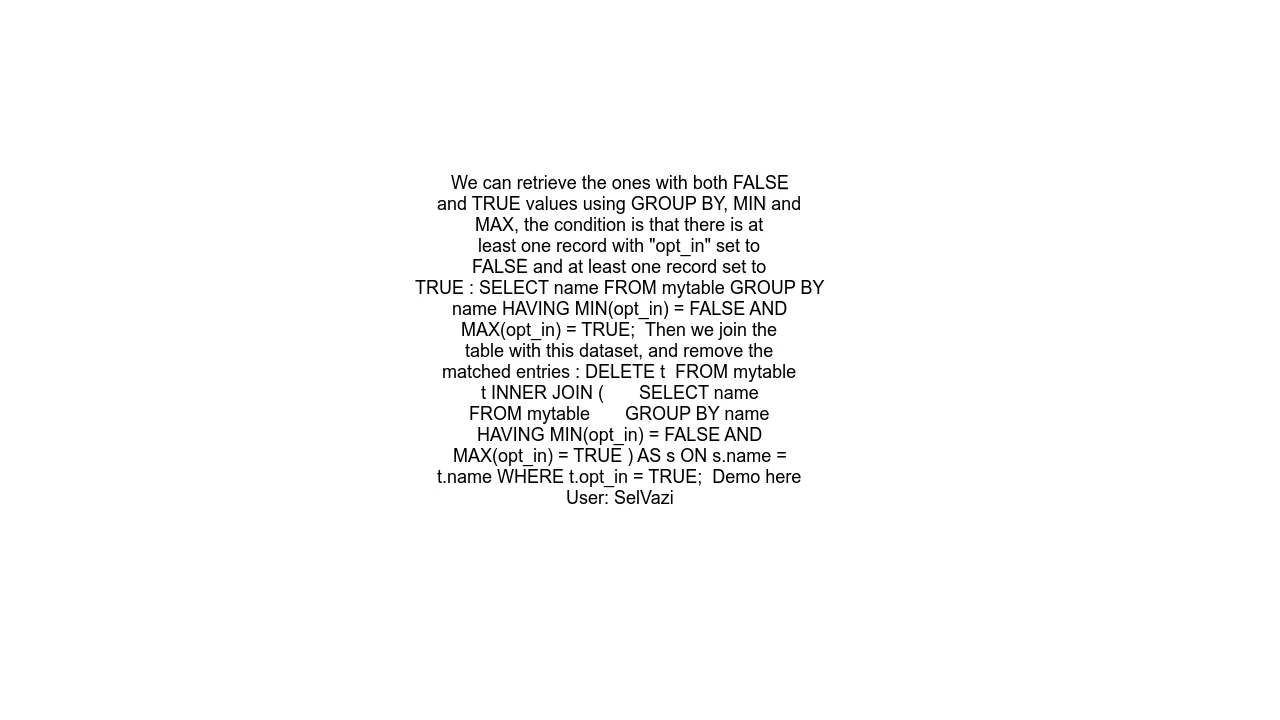 We can retrieve the ones with both FALSE
and TRUE values using GROUP BY, MIN and
MAX, the condition is that there is at
least one record with "opt_in" set to
FALSE and at least one record set to
TRUE : SELECT name FROM mytable GROUP BY
name HAVING MIN(opt_in) = FALSE AND
MAX(opt_in) = TRUE;  Then we join the
table with this dataset, and remove the
matched entries : DELETE t  FROM mytable
t INNER JOIN (       SELECT name
FROM mytable       GROUP BY name
HAVING MIN(opt_in) = FALSE AND
MAX(opt_in) = TRUE ) AS s ON s.name =
t.name WHERE t.opt_in = TRUE;  Demo here
User: SelVazi